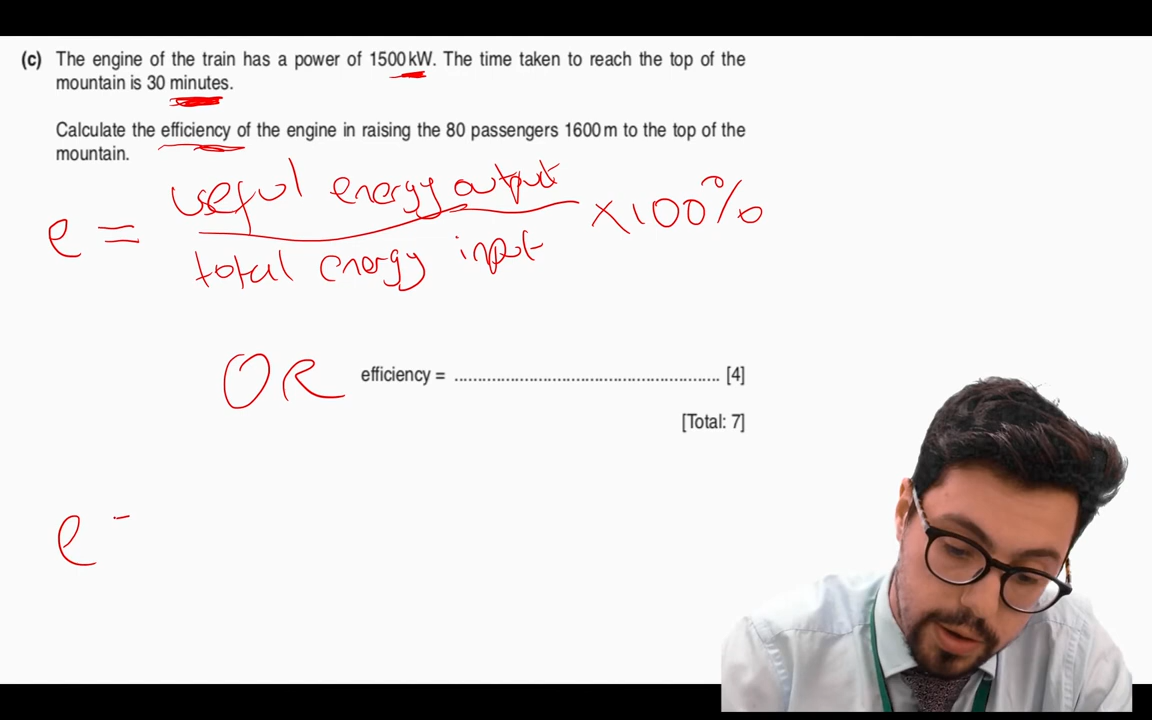 (c) The engine of the train has a power of 1500 kW. The time taken to reach the top of the
mountain is 30 minutes.
Calculate the efficiency of the engine in raising the 80 passengers 1600 m to the top of the
mountain.
useful energy output
e = ×100%
total energy input
OR efficiency = ........................................................ [4]
[Total: 7]
e -